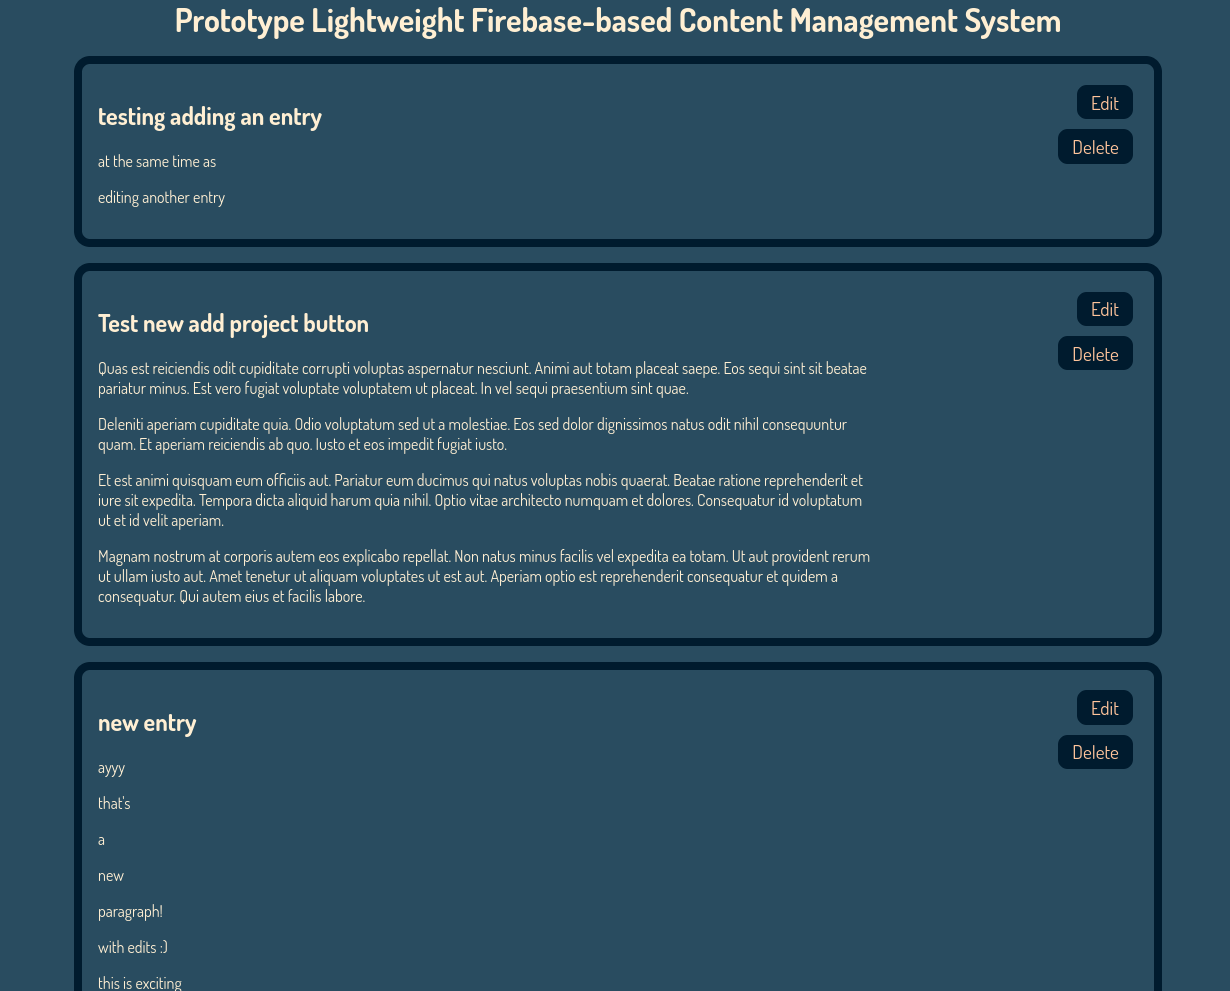 Prototype Lightweight Firebase-based Content Management System
testing adding an entry
Edit
Delete
at the same time as
editing another entry
Test new add project button
Edit
Delete
Quas est reiciendis odit cupiditate corrupti voluptas aspernatur nesciunt. Animi aut totam placeat saepe. Eos sequi sint sit beatae
pariatur minus. Est vero fugiat voluptate voluptatem ut placeat. In vel sequi praesentium sint quae.
Deleniti aperiam cupiditate quia. Odio voluptatum sed ut a molestiae. Eos sed dolor dignissimos natus odit nihil consequuntur
quam. Et aperiam reiciendis ab quo. Iusto et eos impedit fugiat iusto.
Et est animi quisquam eum officiis aut. Pariatur eum ducimus qui natus voluptas nobis quaerat. Beatae ratione reprehenderit et
iure sit expedita. Tempora dicta aliquid harum quia nihil. Optio vitae architecto numquam et dolores. Consequatur id voluptatum
ut et id velit aperiam.
Magnam nostrum at corporis autem eos explicabo repellat. Non natus minus facilis vel expedita ea totam. Ut aut provident rerum
ut ullam iusto aut. Amet tenetur ut aliquam voluptates ut est aut. Aperiam optio est reprehenderit consequatur et quidem a
consequatur. Qui autem eius et facilis labore.
new entry
Edit
Delete
ayyy
that's
a
new
paragraph!
with edits :)
this is exciting